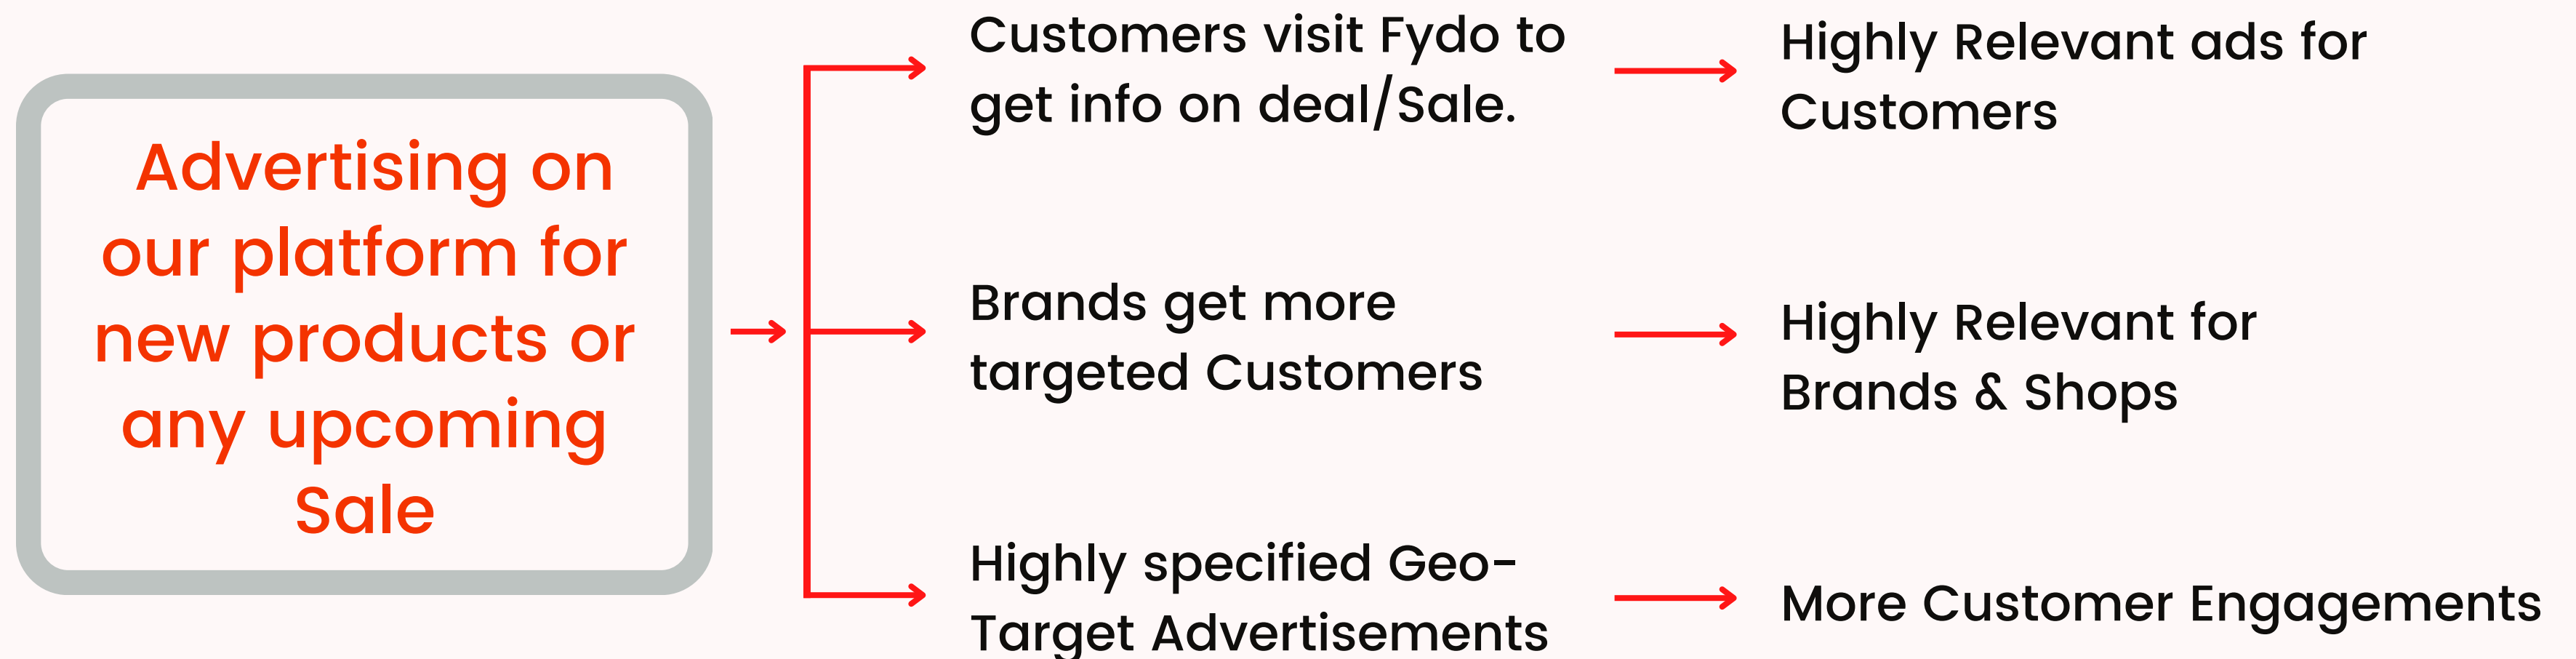 Advertising on
our platform for
new products or
any upcoming
Sale
Customers visit Fydo to
get info on deal/Sale.
Highly Relevant ads for
Customers
Brands get more
targeted Customers
Highly Relevant for
Brands & Shops
Highly specified Geo-
Target Advertisements
More Customer Engagements